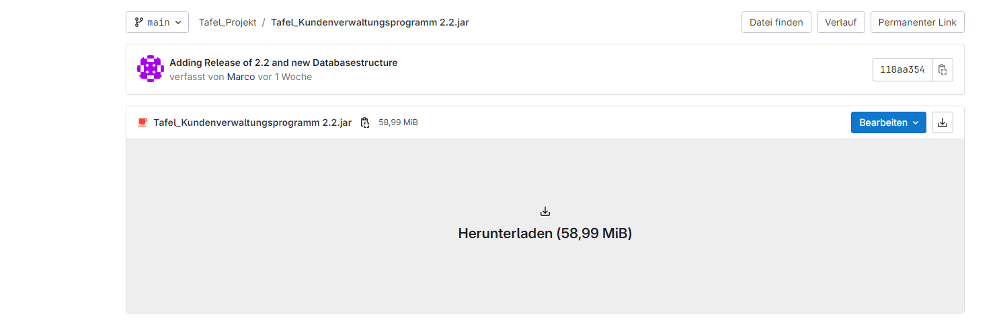 main Tafel_Projekt / Tafel_Kundenverwaltungsprogramm 2.2.jar Datei finden Verlauf Permanenter Link
Adding Release of 2.2 and new Databasestructure
verfasst von Marco vor 1 Woche
118aa354
Tafel_Kundenverwaltungsprogramm 2.2.jar 58,99 MiB Bearbeiten
Herunterladen (58,99 MiB)